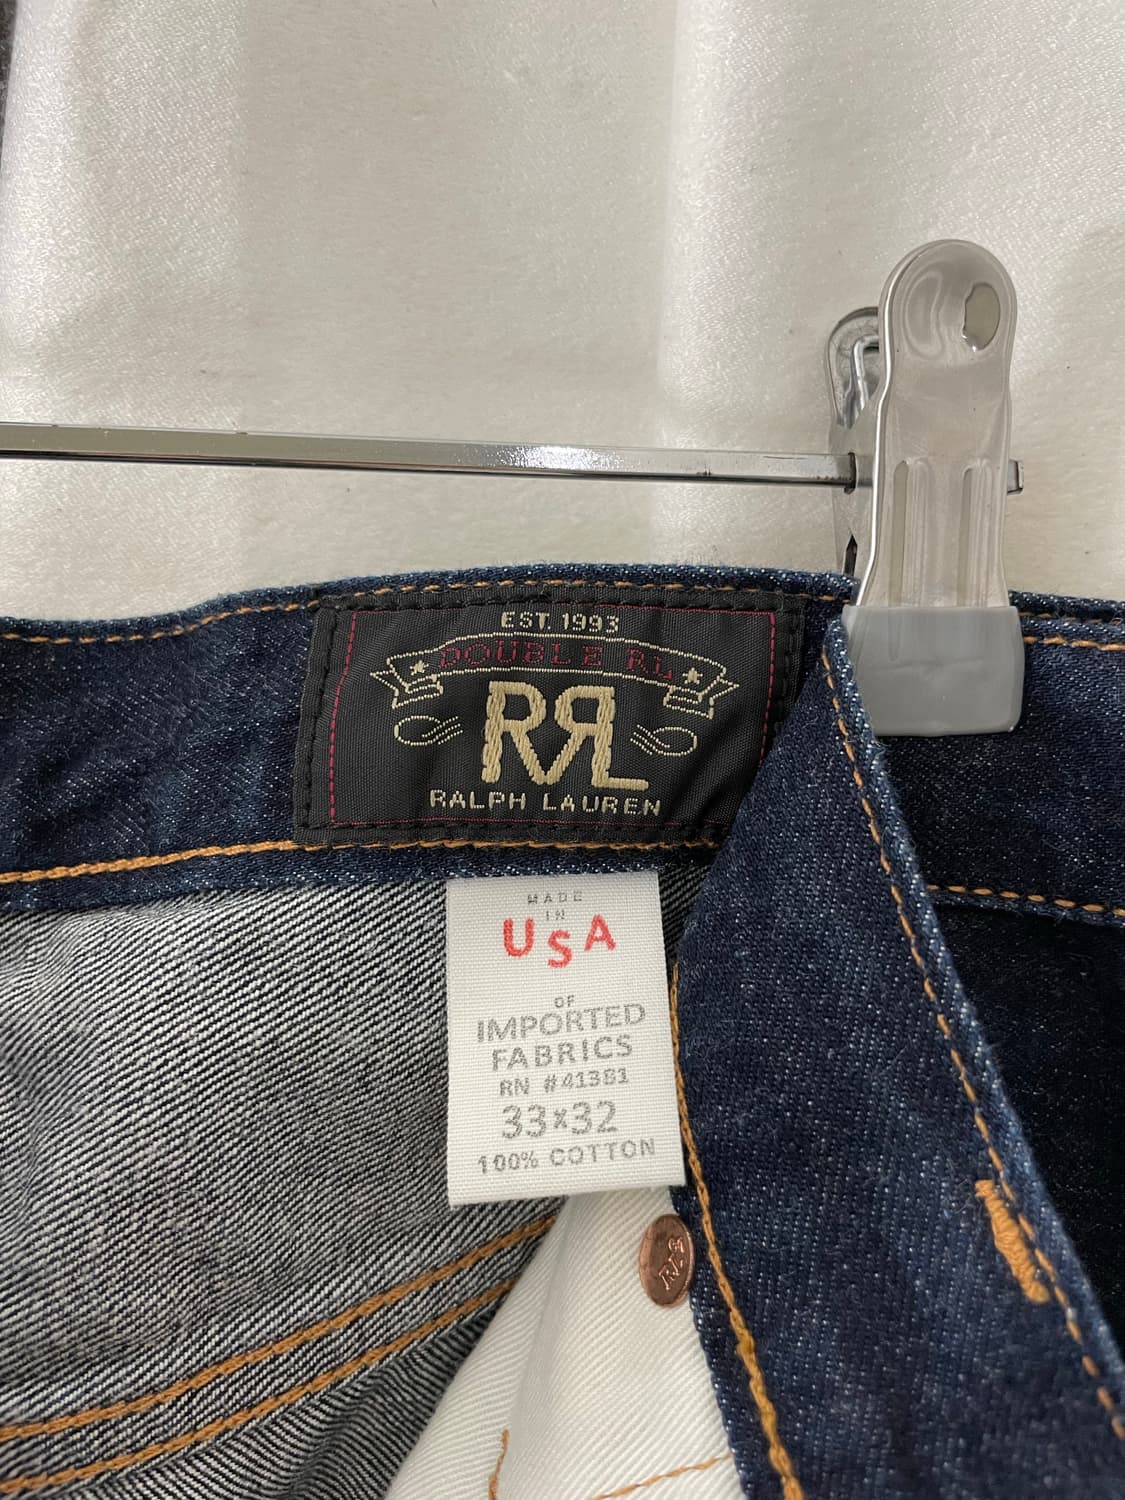 EST. 1993
DOUBLE RL
RRL
RALPH LAUREN
MADE
IN
USA
OF
IMPORTED
FABRICS
RN #41381
33x32
100% COTTON